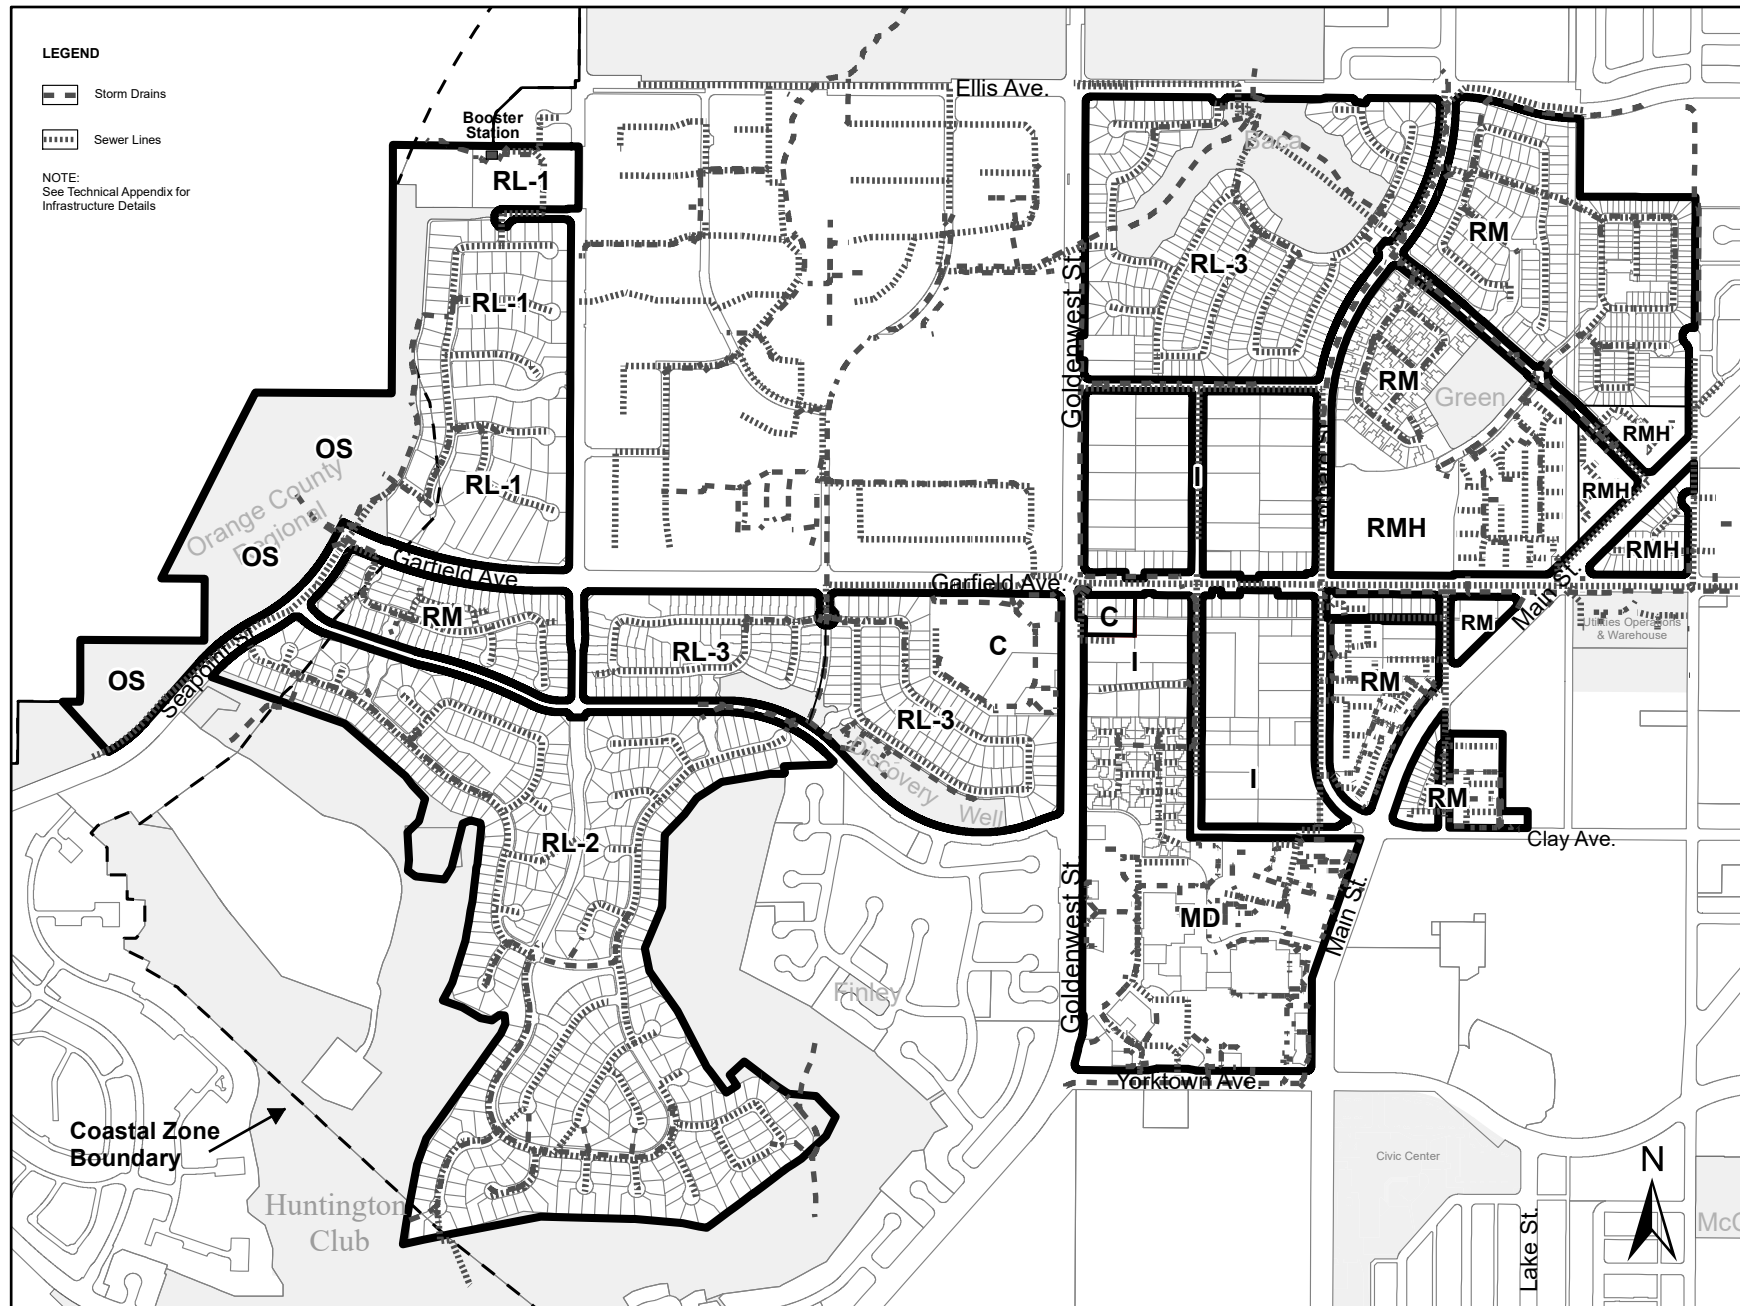 LEGEND
Storm Drains
Sewer Lines
NOTE:
See Technical Appendix for
Infrastructure Details
Booster
Station
RL-1
Ellis Ave.
Baca
RM
RL-3
Goldenwest St.
RL-1
RM
Green
RMH
OS
Orange County
Regional
RL-1
I
RMH
RMH
RMH
OS
Garfield Ave.
Garfield Ave.
Main St.
RM
C
RM
Utilities Operations
& Warehouse
RL-3
C
I
OS
Seapoint St.
RM
RL-3
Discovery
Well
I
RM
Clay Ave.
RL-2
Goldenwest St.
MD
Main St.
Finley
Yorktown Ave.
Coastal Zone
Boundary
Civic Center
N
Huntington
Club
Lake St.